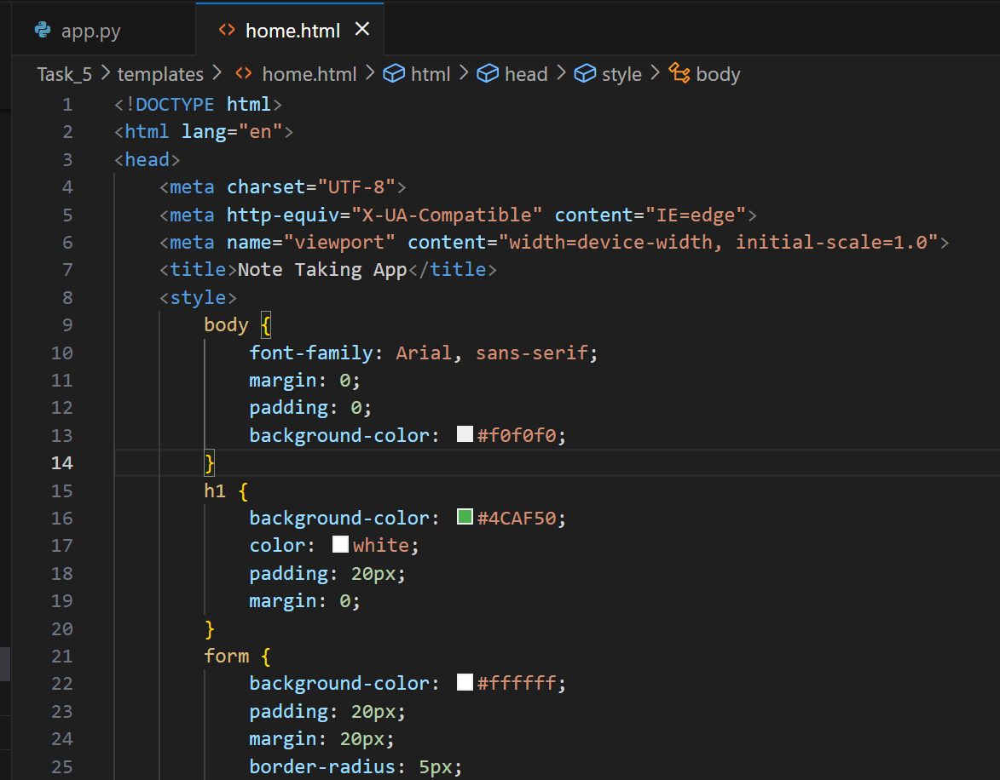 app.py home.html
Task_5 > templates > <> home.html > html > head > style > body
1 <!DOCTYPE html>
2 <html lang="en">
3 <head>
4 <meta charset="UTF-8">
5 <meta http-equiv="X-UA-Compatible" content="IE=edge">
6 <meta name="viewport" content="width=device-width, initial-scale=1.0">
7 <title>Note Taking App</title>
8 <style>
9 body {
10 font-family: Arial, sans-serif;
11 margin: 0;
12 padding: 0;
13 background-color: #f0f0f0;
14 }
15 h1 {
16 background-color: #4CAF50;
17 color: white;
18 padding: 20px;
19 margin: 0;
20 }
21 form {
22 background-color: #ffffff;
23 padding: 20px;
24 margin: 20px;
25 border-radius: 5px;